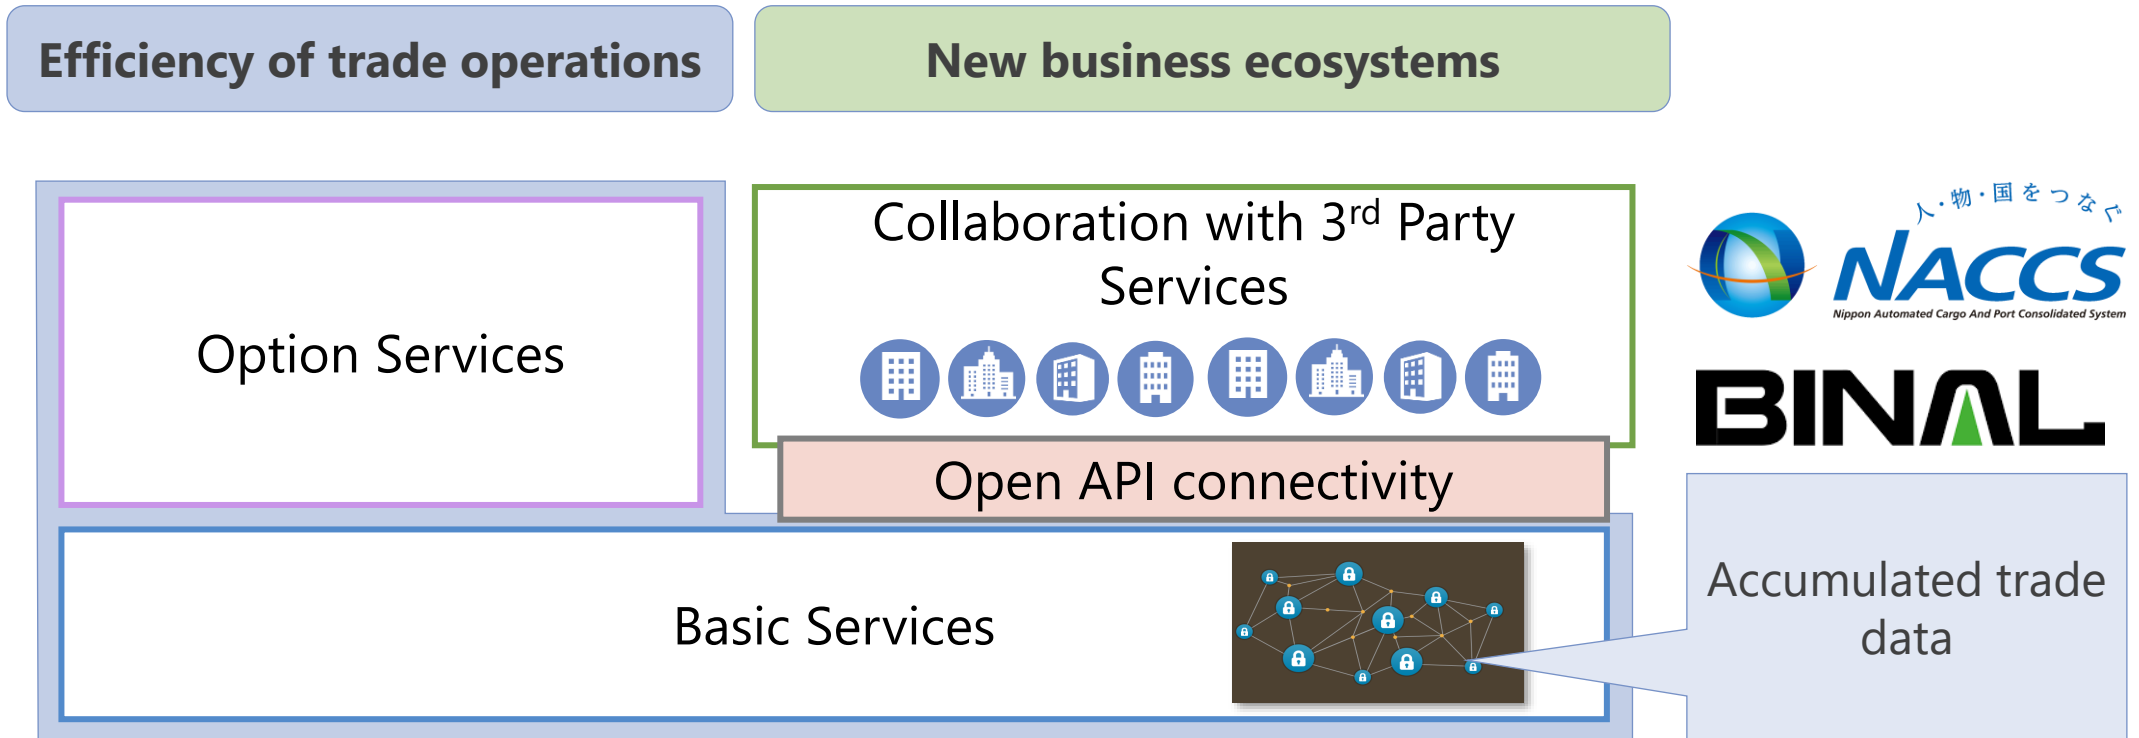 Efficiency of trade operations
New business ecosystems
Option Services
Collaboration with 3rd Party
Services
Open API connectivity
Basic Services
人・物・国をつなぐ
NACCS
Nippon Automated Cargo And Port Consolidated System
BINAL
Accumulated trade
data